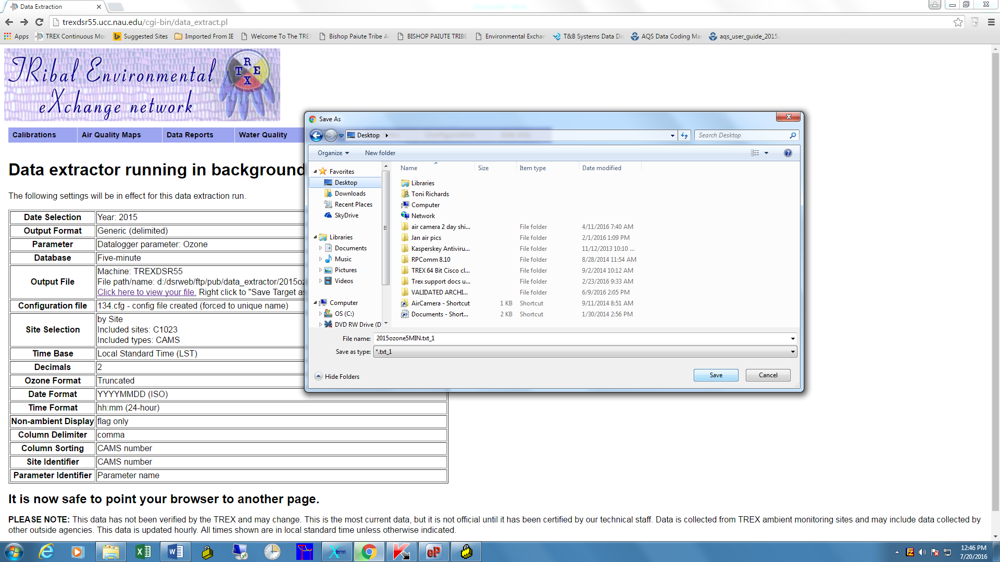 Data Extraction
trexdsr55.ucc.nau.edu/cgi-bin/data_extract.pl
Apps TREX Continuous Mor Suggested Sites Imported From IE Welcome To The TRE Bishop Paiute Tribe A BISHOP PAIUTE TRIBE Environmental Exchan T&B Systems Data Dis AQS Data Coding Ma aqs_user_guide_2015.
TRibal Environmental
eXchange network
T R E X
Calibrations Air Quality Maps Data Reports Water Quality
Data extractor running in background
The following settings will be in effect for this data extraction run.
Date Selection Year: 2015
Output Format Generic (delimited)
Parameter Datalogger parameter: Ozone
Database Five-minute
Output File Machine: TREXDSR55
File path/name: d:/dsrweb/ftp/pub/data_extractor/2015oz
Click here to view your file. Right click to "Save Target as
Configuration file 134.cfg - config file created (forced to unique name)
Site Selection by Site
Included sites: C1023
Included types: CAMS
Time Base Local Standard Time (LST)
Decimals 2
Ozone Format Truncated
Date Format YYYYMMDD (ISO)
Time Format hh:mm (24-hour)
Non-ambient Display flag only
Column Delimiter comma
Column Sorting CAMS number
Site Identifier CAMS number
Parameter Identifier Parameter name
It is now safe to point your browser to another page.
PLEASE NOTE: This data has not been verified by the TREX and may change. This is the most current data, but it is not official until it has been certified by our technical staff. Data is collected from TREX ambient monitoring sites and may include data collected by
other outside agencies. This data is updated hourly. All times shown are in local standard time unless otherwise indicated.
Save As
Desktop
Search Desktop
Organize New folder
Favorites
Desktop
Downloads
Recent Places
SkyDrive
Libraries
Documents
Music
Pictures
Videos
Computer
OS (C:)
DVD RW Drive (D
Name Size Item type Date modified
Libraries
Toni Richards
Computer
Network
air camera 2 day shi... File folder 4/11/2016 7:40 AM
Jan air pics File folder 2/1/2016 1:09 PM
Kaspersky Antiviru... File folder 11/12/2013 10:10 ...
RPComm 8.10 File folder 8/28/2014 11:54 AM
TREX 64 Bit Cisco cl... File folder 9/2/2014 10:12 AM
Trex support docs u... File folder 2/23/2016 9:33 AM
VALIDATED ARCHI... File folder 6/9/2016 2:05 PM
AirCamera - Shortcut 1 KB Shortcut 9/11/2014 8:51 AM
Documents - Short... 2 KB Shortcut 1/30/2014 2:56 PM
File name: 2015ozone5MIN.txt_1
Save as type: *.txt_1
Hide Folders
Save Cancel
Xterm
eP
12:46 PM
7/20/2016